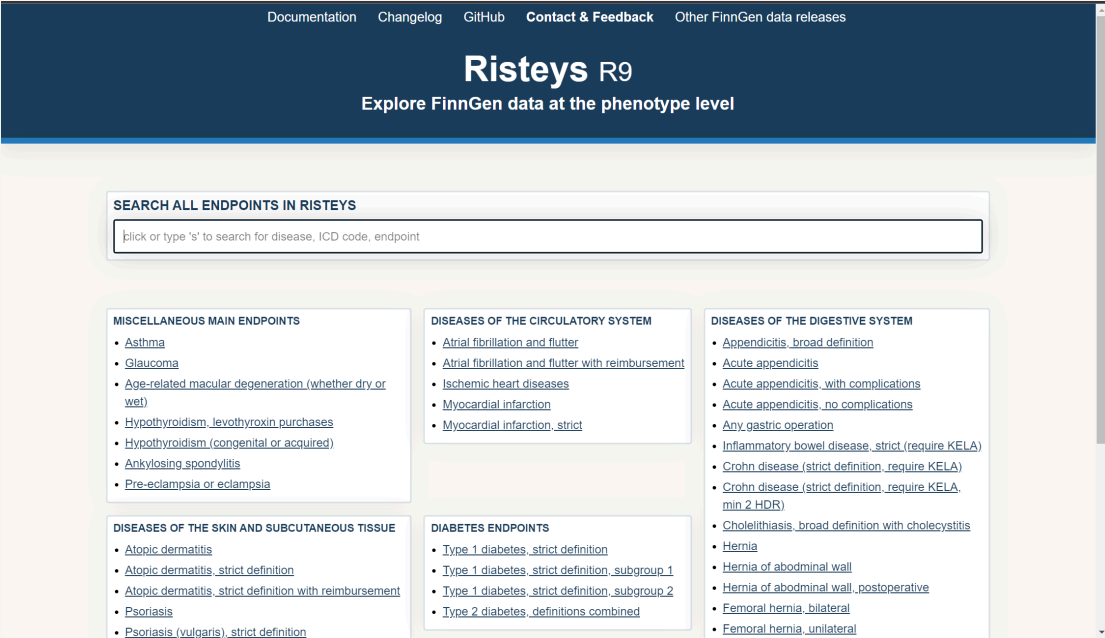 Documentation Changelog GitHub Contact & Feedback Other FinnGen data releases
Risteys R9
Explore FinnGen data at the phenotype level
SEARCH ALL ENDPOINTS IN RISTEYS
click or type 's' to search for disease, ICD code, endpoint
MISCELLANEOUS MAIN ENDPOINTS
Asthma
Glaucoma
Age-related macular degeneration (whether dry or
wet)
Hypothyroidism, levothyroxin purchases
Hypothyroidism (congenital or acquired)
Ankylosing spondylitis
Pre-eclampsia or eclampsia
DISEASES OF THE CIRCULATORY SYSTEM
Atrial fibrillation and flutter
Atrial fibrillation and flutter with reimbursement
Ischemic heart diseases
Myocardial infarction
Myocardial infarction, strict
DISEASES OF THE DIGESTIVE SYSTEM
Appendicitis, broad definition
Acute appendicitis
Acute appendicitis, with complications
Acute appendicitis, no complications
Any gastric operation
Inflammatory bowel disease, strict (require KELA)
Crohn disease (strict definition, require KELA)
Crohn disease (strict definition, require KELA,
min 2 HDR)
Cholelithiasis, broad definition with cholecystitis
Hernia
Hernia of abodminal wall
Hernia of abdominal wall, postoperative
Femoral hernia, bilateral
Femoral hernia, unilateral
DISEASES OF THE SKIN AND SUBCUTANEOUS TISSUE
Atopic dermatitis
Atopic dermatitis, strict definition
Atopic dermatitis, strict definition with reimbursement
Psoriasis
Psoriasis (vulgaris), strict definition
DIABETES ENDPOINTS
Type 1 diabetes, strict definition
Type 1 diabetes, strict definition, subgroup 1
Type 1 diabetes, strict definition, subgroup 2
Type 2 diabetes, definitions combined